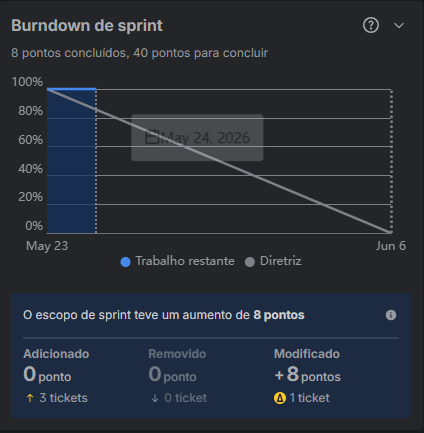 Burndown de sprint
8 pontos concluídos, 40 pontos para concluir
100%
80%
May 24, 2026
60%
40%
20%
0%
May 23 Jun 6
Trabalho restante Diretriz
O escopo de sprint teve um aumento de 8 pontos
Adicionado Removido Modificado
0 ponto 0 ponto +8 pontos
↑ 3 tickets ↓ 0 ticket Δ 1 ticket